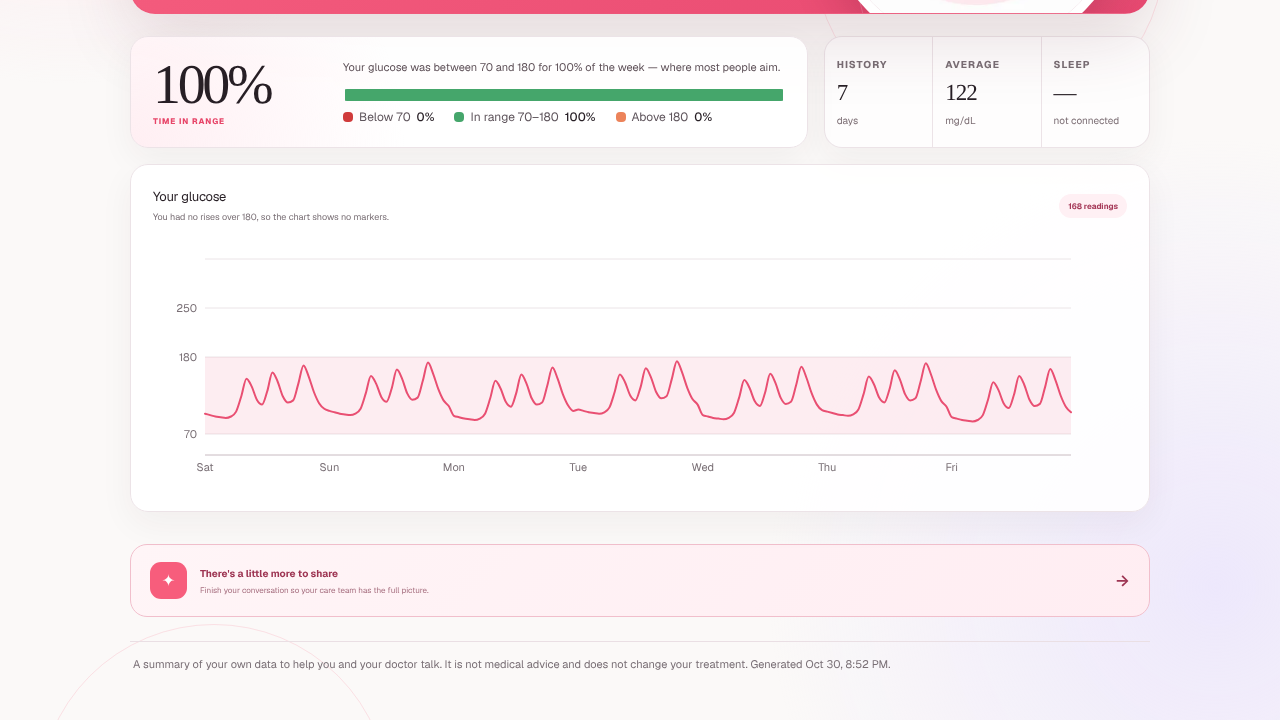 100%
TIME IN RANGE
Your glucose was between 70 and 180 for 100% of the week — where most people aim.
Below 70 0% In range 70–180 100% Above 180 0%
HISTORY
7
days
AVERAGE
122
mg/dL
SLEEP
—
not connected
Your glucose
You had no rises over 180, so the chart shows no markers.
168 readings
250
180
70
Sat Sun Mon Tue Wed Thu Fri
There's a little more to share
Finish your conversation so your care team has the full picture.
A summary of your own data to help you and your doctor talk. It is not medical advice and does not change your treatment. Generated Oct 30, 8:52 PM.